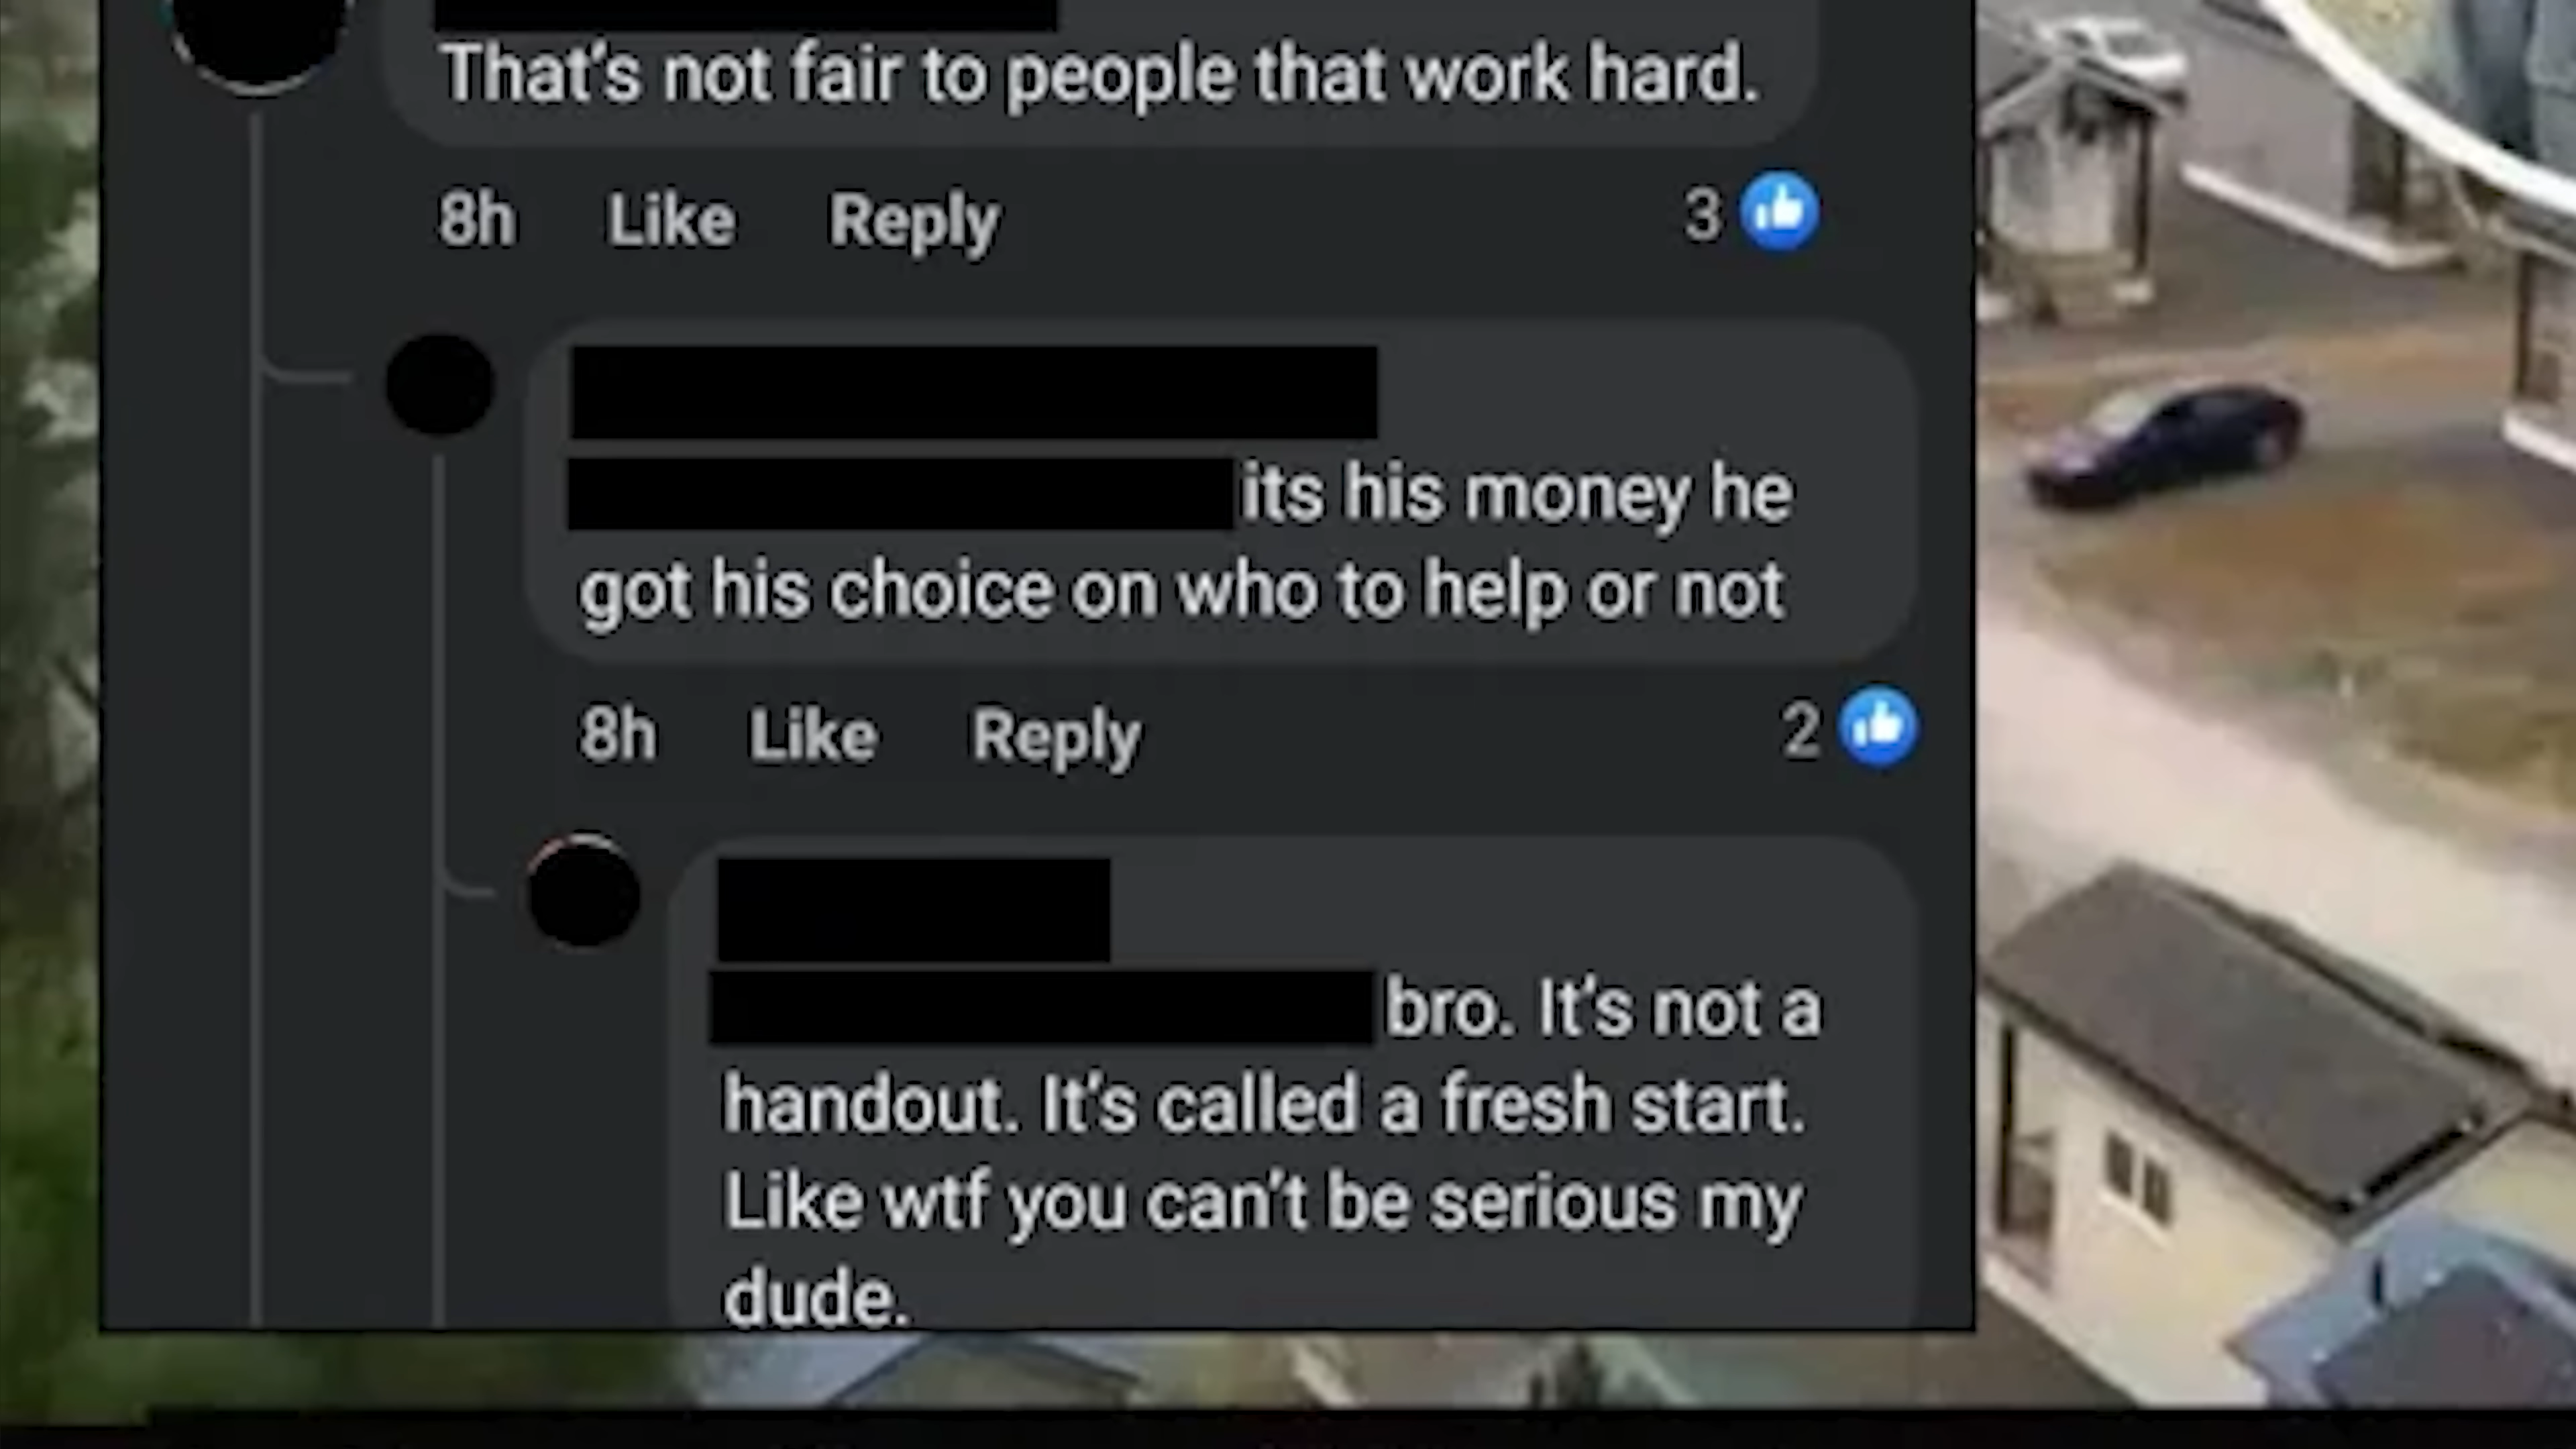 That's not fair to people that work hard.
8h Like Reply 3
its his money he
got his choice on who to help or not
8h Like Reply 2
bro. It's not a
handout. It's called a fresh start.
Like wtf you can't be serious my
dude.